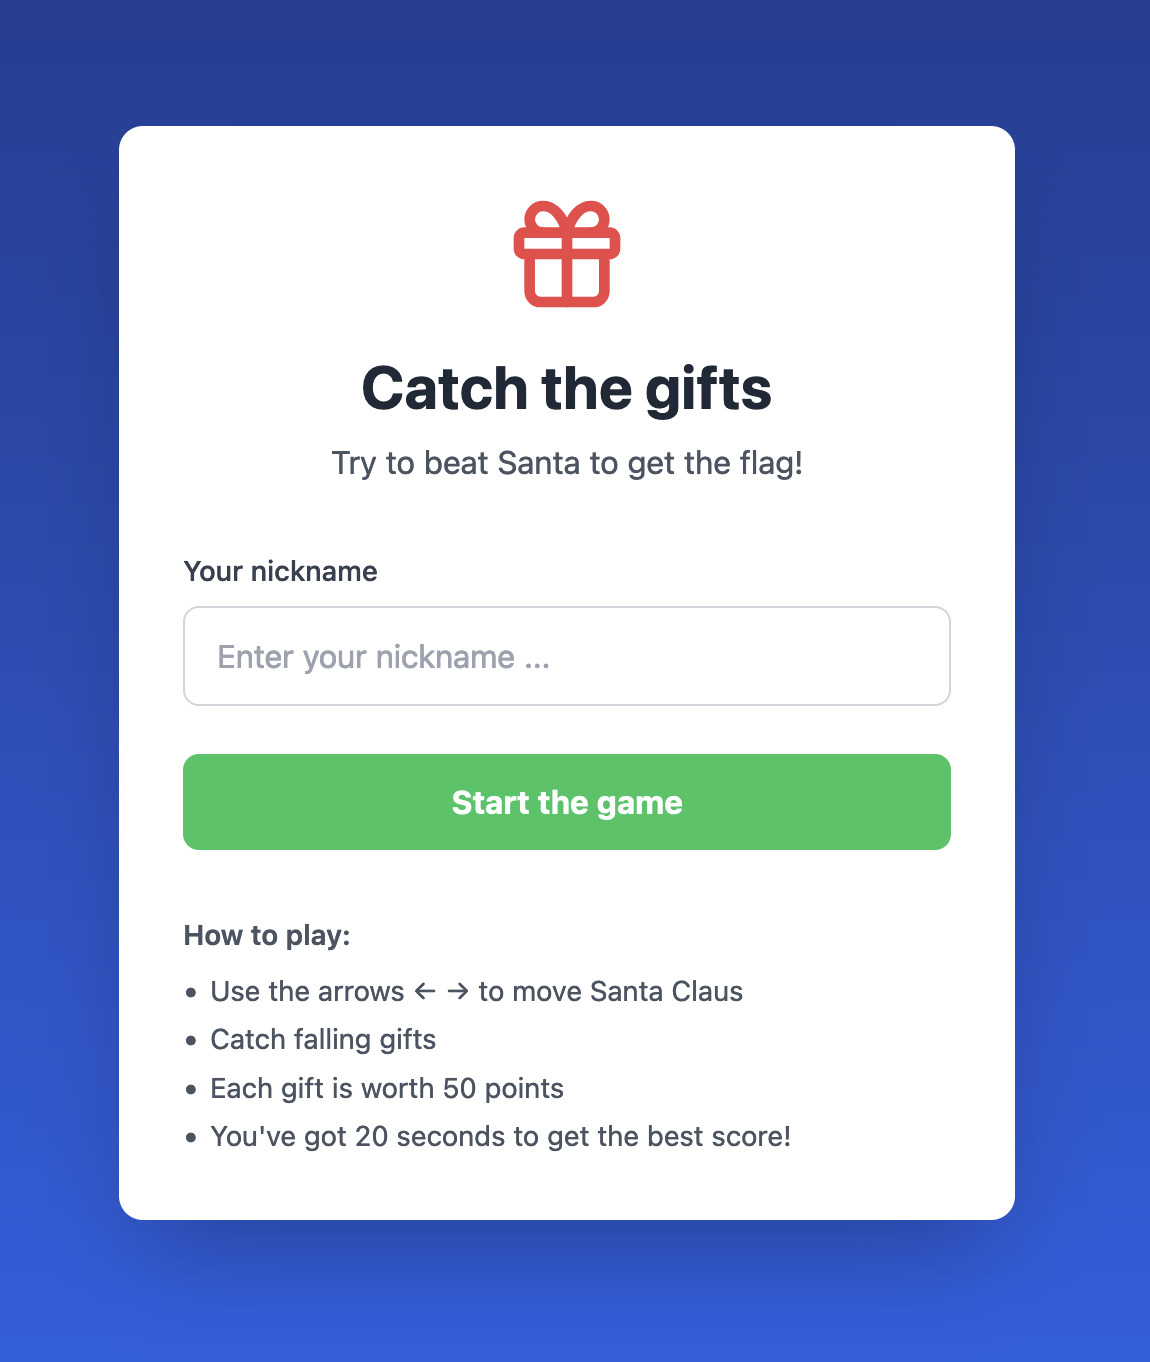 Catch the gifts
Try to beat Santa to get the flag!
Your nickname
Enter your nickname ...
Start the game
How to play:
• Use the arrows ← → to move Santa Claus
• Catch falling gifts
• Each gift is worth 50 points
• You've got 20 seconds to get the best score!